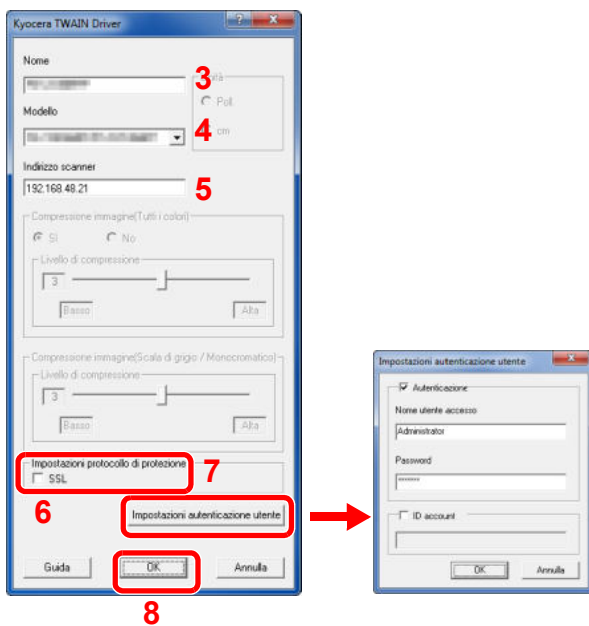 Kyocera TWAIN Driver
Nome
3
Poll.
Modello
4
cm
Indirizzo scanner
192.168.48.21
5
Compressione immagine(Tutti i colori)
Sì No
Livello di compressione
3
Basso Alta
Compressione immagine(Scala di grigio / Monocromatico)
Livello di compressione
3
Basso Alta
Impostazioni protocollo di protezione
7
SSL
6
Impostazioni autenticazione utente
Guida OK Annulla
8
Impostazioni autenticazione utente
Autenticazione
Nome utente accesso
Administrator
Password
ID account
OK Annulla